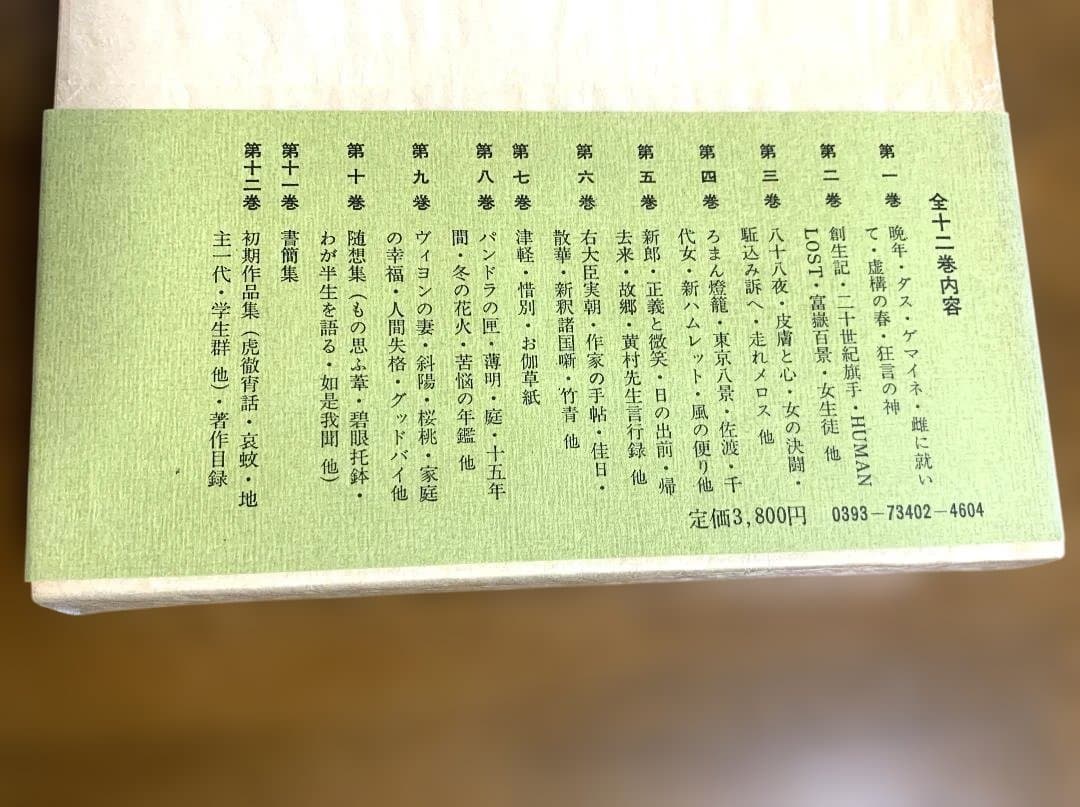 全十二巻内容
第一巻 晩年・ダス・ゲマイネ・雌に就い
て・虚構の春・狂言の神
第二巻 創生記・二十世紀旗手・HUMAN
LOST・富嶽百景・女生徒 他
第三巻 八十八夜・皮膚と心・女の決闘・
駈込み訴へ・走れメロス 他
第四巻 ろまん燈籠・東京八景・佐渡・千
代女・新ハムレット・風の便り 他
第五巻 新郎・正義と微笑・日の出前・帰
去来・故郷・黄村先生言行録 他
第六巻 右大臣実朝・作家の手帖・佳日・
散華・新釈諸国噺・竹青 他
第七巻 津軽・惜別・お伽草紙
第八巻 パンドラの匣・薄明・庭・十五年
間・冬の花火・苦悩の年鑑 他
第九巻 ヴィヨンの妻・斜陽・桜桃・家庭
の幸福・人間失格・グッドバイ他
第十巻 随想集(もの思ふ葦・碧眼托鉢・
わが半生を語る・如是我聞 他)
第十一巻 書簡集
第十二巻 初期作品集(虎徹宵話・哀蚊・地
主一代・学生群 他)・著作目録
定価3,800円 0393-73402-4604